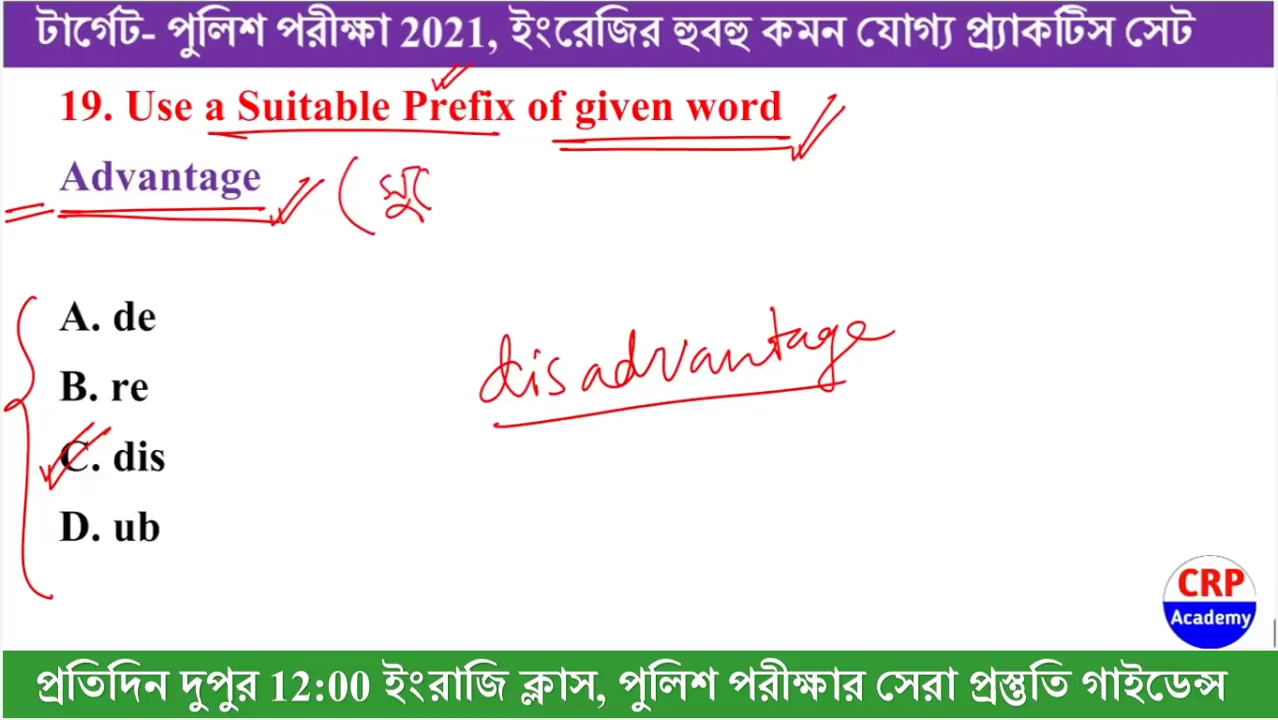 টার্গেট- পুলিশ পরীক্ষা 2021, ইংরেজির হুবহু কমন যোগ্য প্র্যাকটিস সেট
19. Use a Suitable Prefix of given word
Advantage (সু
A. de
B. re
disadvantage
C. dis
D. ub
CRP
Academy
প্রতিদিন দুপুর 12:00 ইংরাজি ক্লাস, পুলিশ পরীক্ষার সেরা প্রস্তুতি গাইডেন্স